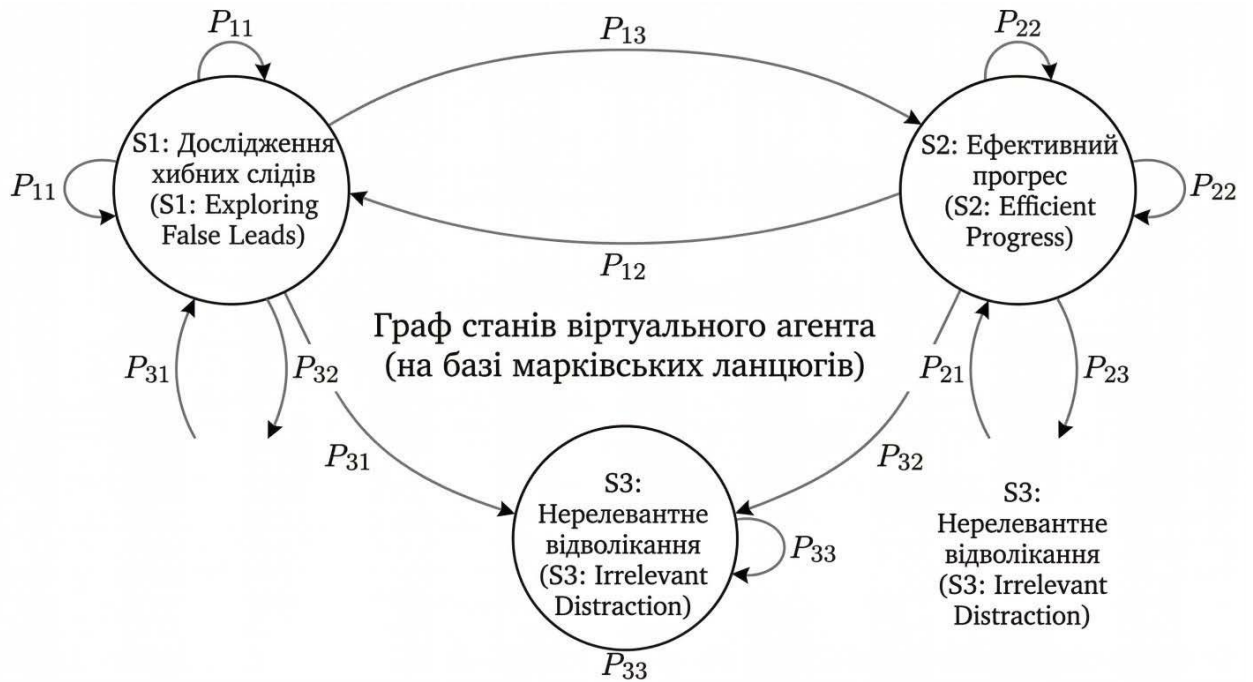 P11
P13
P22
S1: Дослідження
хибних слідів
(S1: Exploring
False Leads)
P11
S2: Ефективний
прогрес
(S2: Efficient
Progress)
P22
P12
Граф станів віртуального агента
(на базі марківських ланцюгів)
P31
P32
P21
P23
P31
P32
S3:
Нерелевантне
відволікання
(S3: Irrelevant
Distraction)
P33
P33
S3:
Нерелевантне
відволікання
(S3: Irrelevant
Distraction)